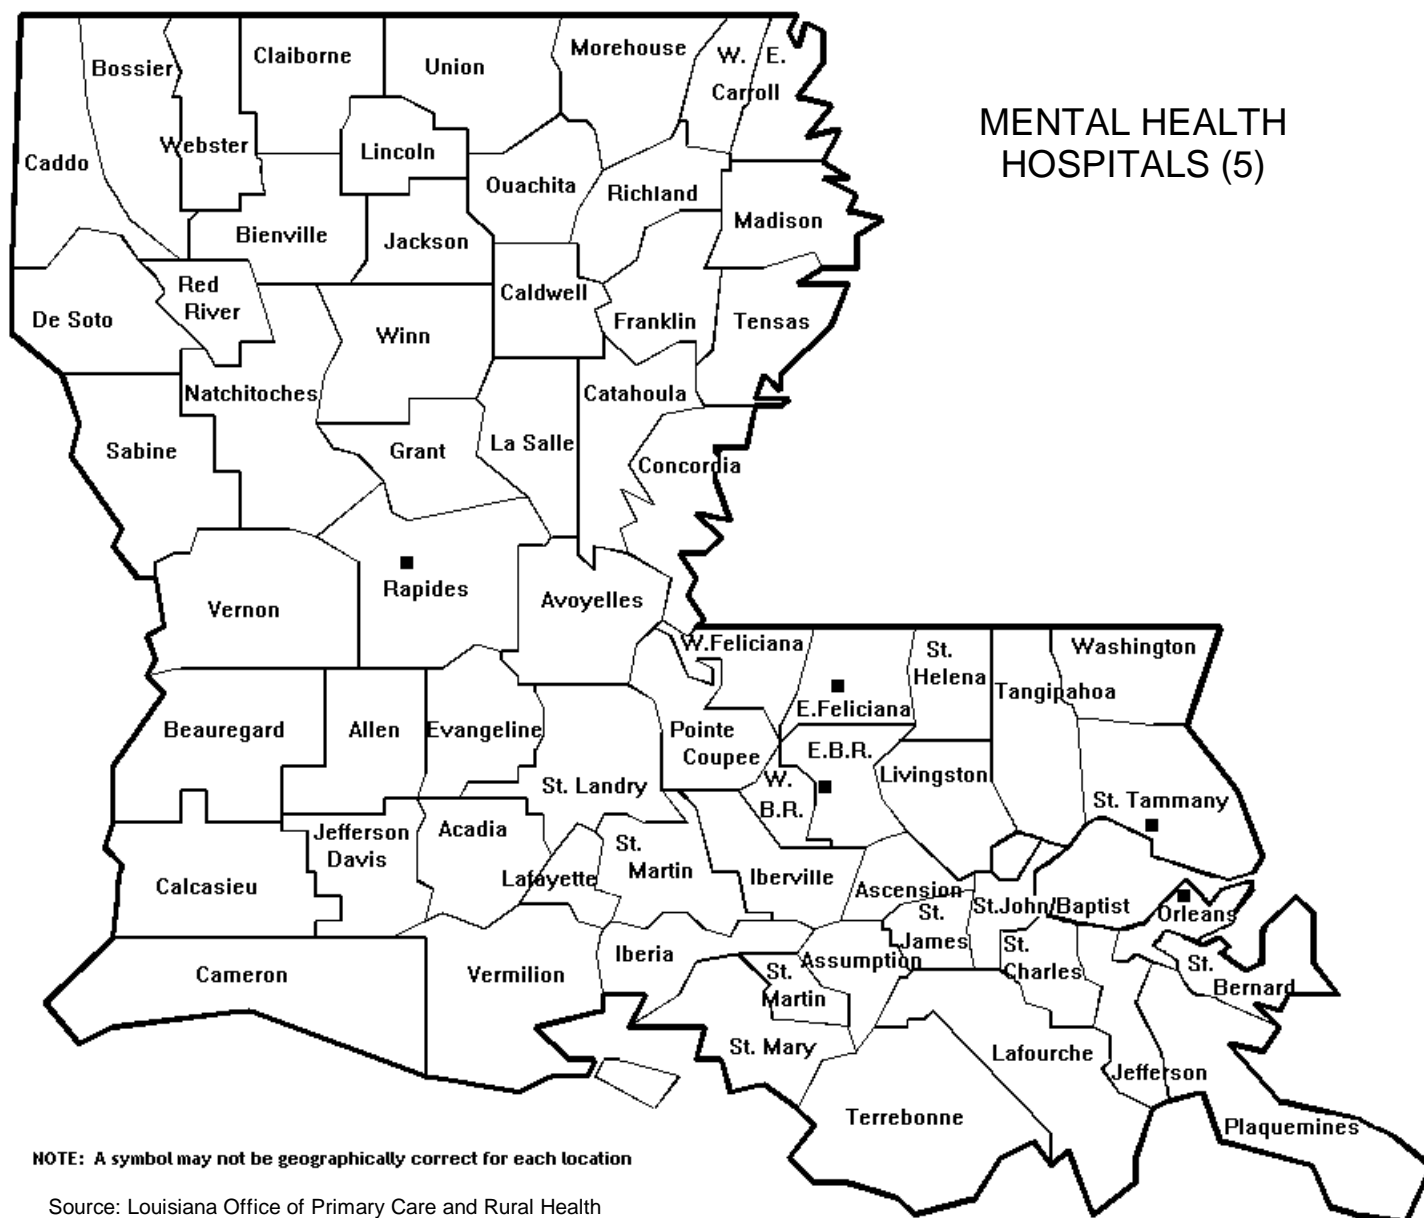 MENTAL HEALTH
HOSPITALS (5)
Bossier
Claiborne
Union
Morehouse
W. E.
Carroll
Caddo
Webster
Lincoln
Ouachita
Richland
Madison
Bienville
Jackson
Red
River
De Soto
Winn
Caldwell
Franklin
Tensas
Natchitoches
Catahoula
Sabine
Grant
La Salle
Concordia
Rapides
Vernon
Avoyelles
W.Feliciana
St.
Helena
Washington
Tangipahoa
E.Feliciana
Beauregard
Allen
Evangeline
Pointe
Coupee
E.B.R.
W.
B.R.
Livingston
St. Landry
St. Tammany
Jefferson
Davis
Acadia
St.
Martin
Lafayette
Iberville
Calcasieu
Ascension
St.
James
St.John/Baptist
Orleans
Cameron
Vermilion
Iberia
Assumption
St.
Martin
St.
Charles
St.
Bernard
St. Mary
Lafourche
Jefferson
Terrebonne
Plaquemines
NOTE: A symbol may not be geographically correct for each location
Source: Louisiana Office of Primary Care and Rural Health